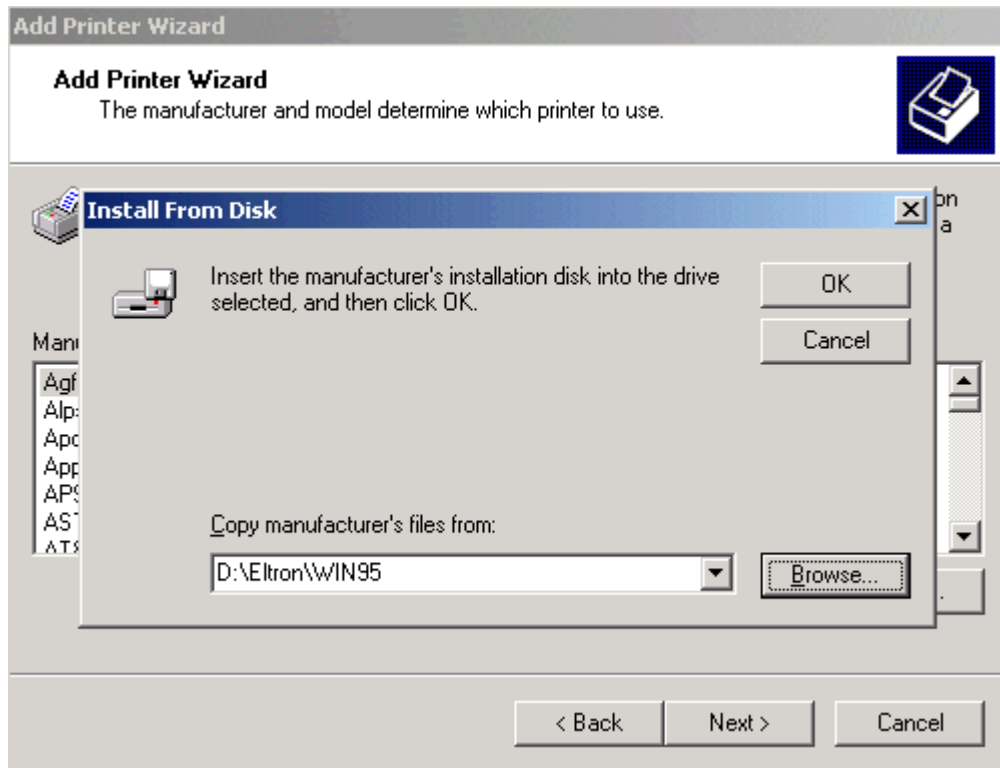 Add Printer Wizard
Add Printer Wizard
The manufacturer and model determine which printer to use.
on
a
Install From Disk
Insert the manufacturer's installation disk into the drive
selected, and then click OK.
OK
Cancel
Copy manufacturer's files from:
D:\Eltron\WIN95
Browse...
< Back
Next >
Cancel